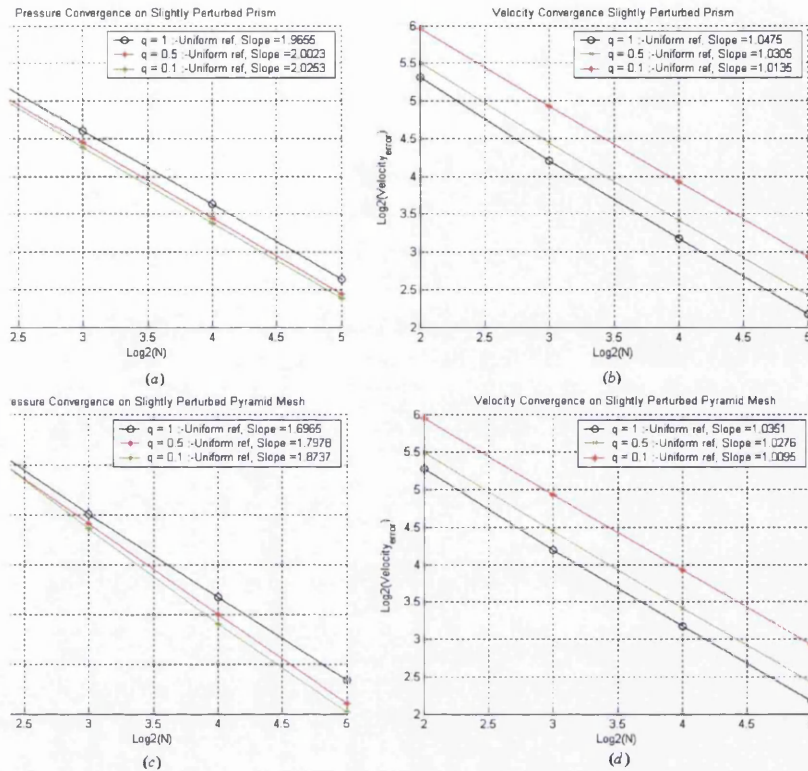 Pressure Convergence on Slightly Perturbed Prism
q = 1 :-Uniform ref, Slope =1.9655
q = 0.5 :-Uniform ref, Slope =2.0023
q = 0.1 :-Uniform ref, Slope =2.0253
2.5 3 3.5 4 4.5 5
Log2(N)
(a)
Velocity Convergence Slightly Perturbed Prism
q = 1 :-Uniform ref, Slope =1.0475
q = 0.5 :-Uniform ref, Slope =1.0305
q = 0.1 :-Uniform ref, Slope =1.0135
Log2(Velocity_error)
6
5.5
5
4.5
4
3.5
3
2.5
2
2 2.5 3 3.5 4 4.5 5
Log2(N)
(b)
essure Convergence on Slightly Perturbed Pyramid Mesh
q = 1 :-Uniform ref, Slope =1.6965
q = 0.5 :-Uniform ref, Slope =1.7978
q = 0.1 :-Uniform ref, Slope =1.8737
2.5 3 3.5 4 4.5 5
Log2(N)
(c)
Velocity Convergence on Slightly Perturbed Pyramid Mesh
q = 1 :-Uniform ref, Slope =1.0351
q = 0.5 :-Uniform ref, Slope =1.0276
q = 0.1 :-Uniform ref, Slope =1.0095
Log2(Velocity_error)
6
5.5
5
4.5
4
3.5
3
2.5
2
2 2.5 3 3.5 4 4.5
Log2(N)
(d)